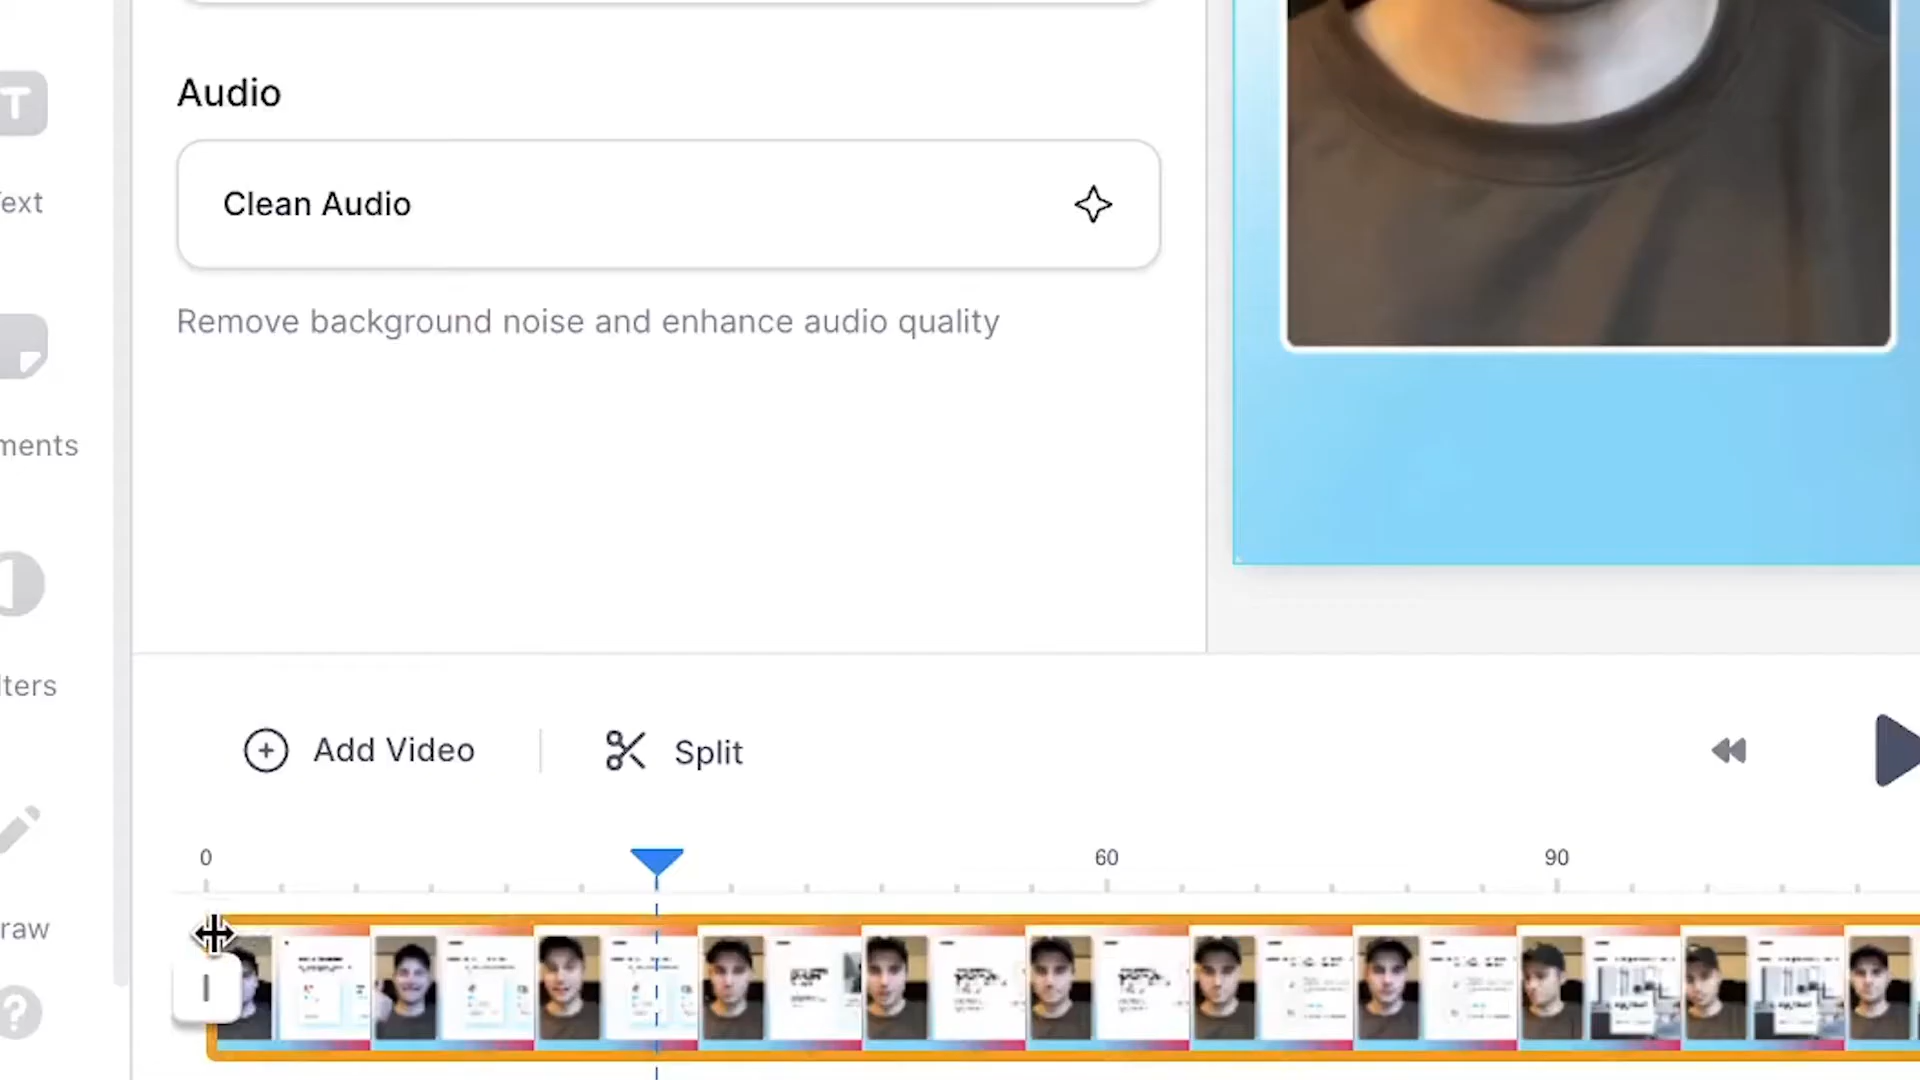 Audio
T
Clean Audio
ext
Remove background noise and enhance audio quality
ments
lters
Add Video
Split
0
60
90
raw
?